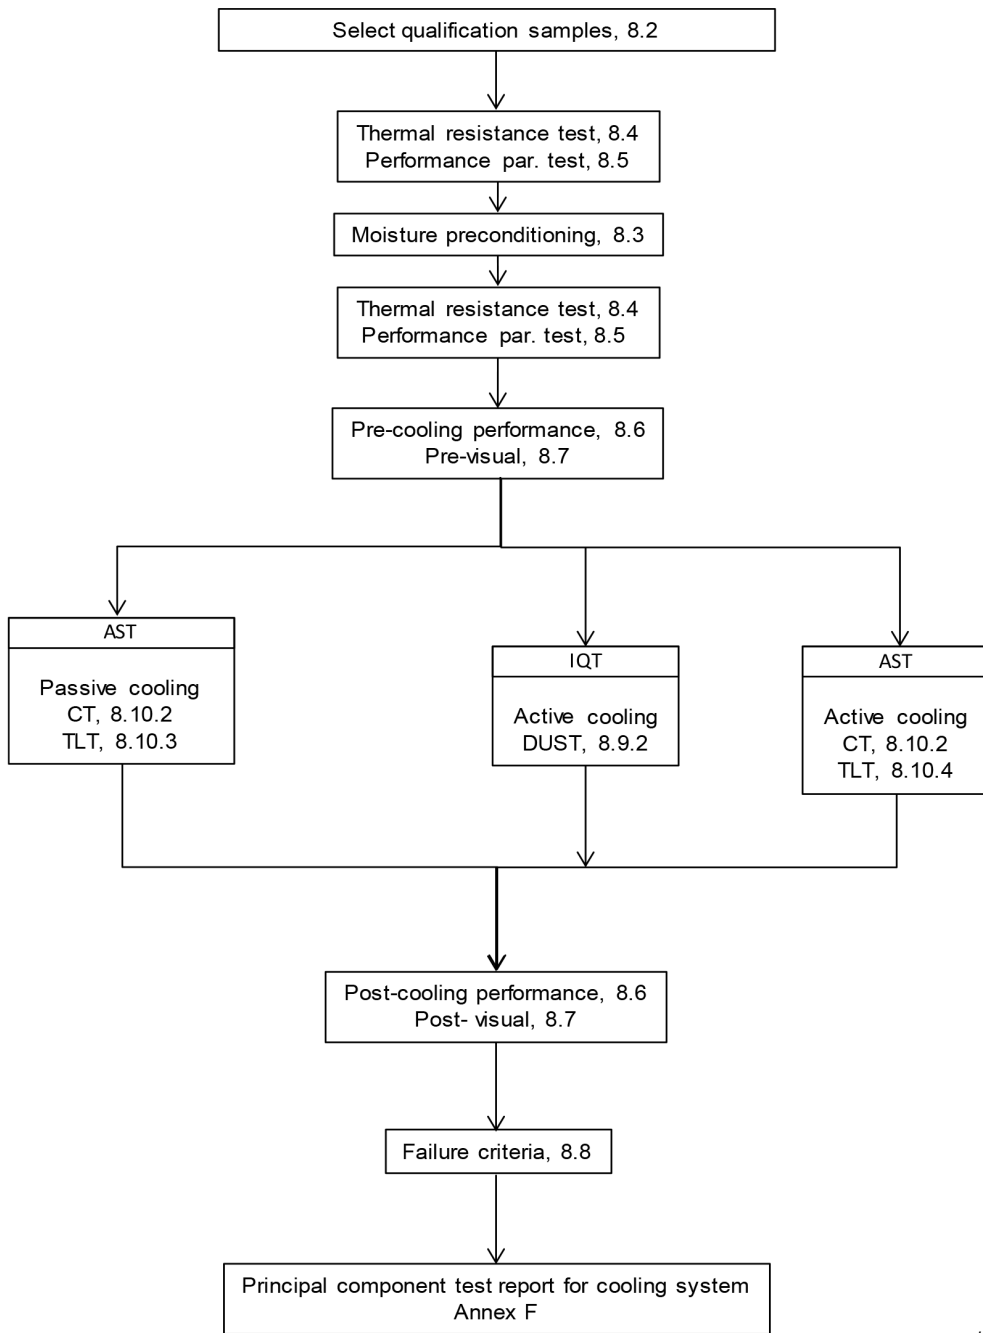 Select qualification samples, 8.2
Thermal resistance test, 8.4
Performance par. test, 8.5
Moisture preconditioning, 8.3
Thermal resistance test, 8.4
Performance par. test, 8.5
Pre-cooling performance, 8.6
Pre-visual, 8.7
AST
Passive cooling
CT, 8.10.2
TLT, 8.10.3
IQT
Active cooling
DUST, 8.9.2
AST
Active cooling
CT, 8.10.2
TLT, 8.10.4
Post-cooling performance, 8.6
Post- visual, 8.7
Failure criteria, 8.8
Principal component test report for cooling system
Annex F